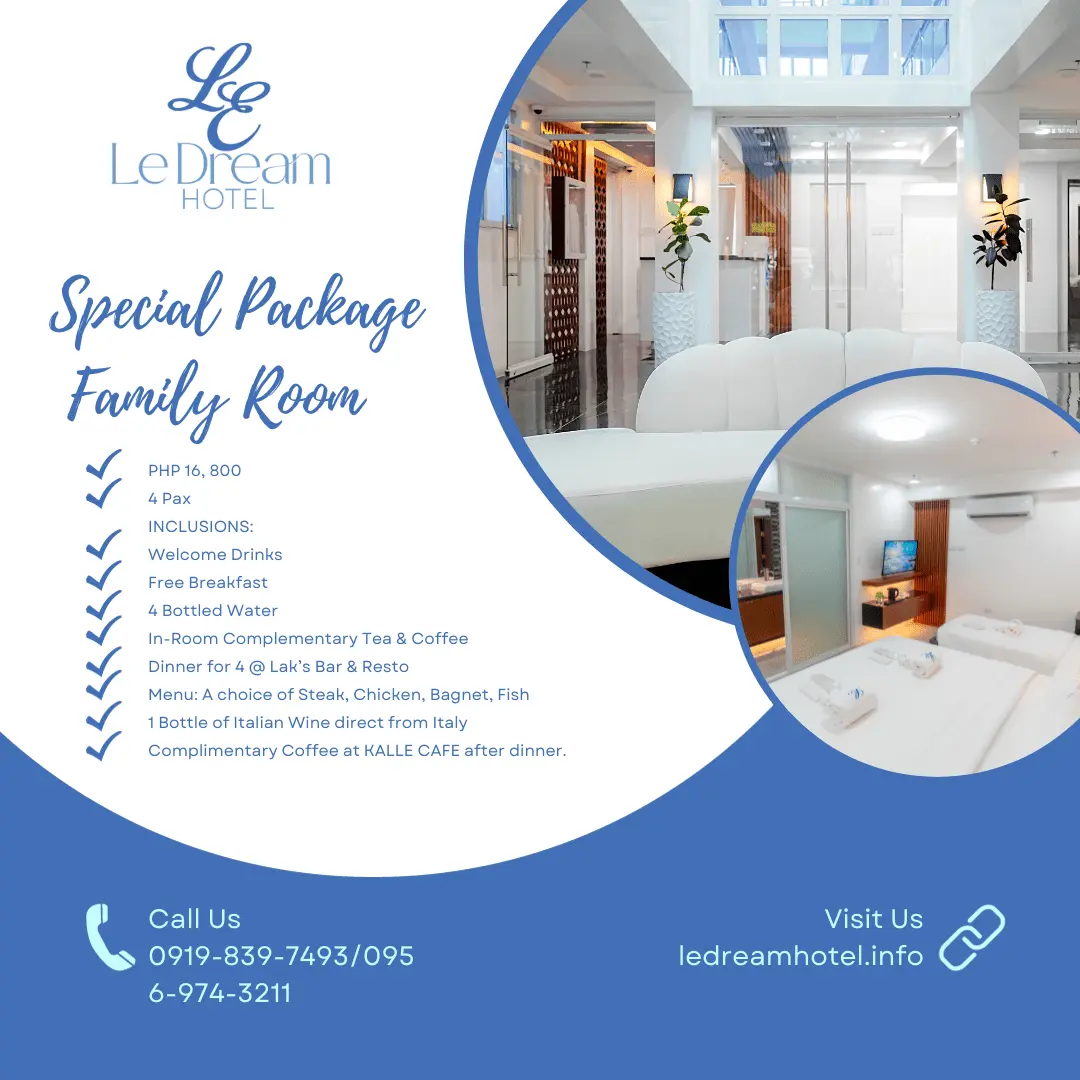 LE
Le Dream
HOTEL
Special Package
Family Room
PHP 16, 800
4 Pax
INCLUSIONS:
Welcome Drinks
Free Breakfast
4 Bottled Water
In-Room Complementary Tea & Coffee
Dinner for 4 @ Lak’s Bar & Resto
Menu: A choice of Steak, Chicken, Bagnet, Fish
1 Bottle of Italian Wine direct from Italy
Complimentary Coffee at KALLE CAFE after dinner.
Call Us
0919-839-7493/095
6-974-3211
Visit Us
ledreamhotel.info